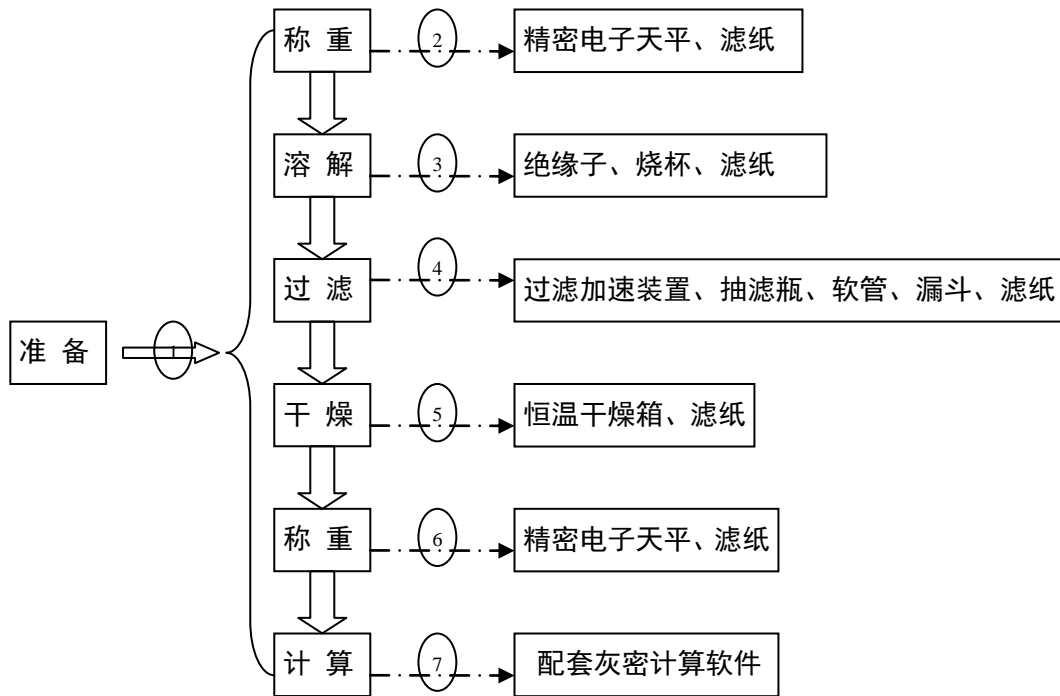 称 重
2
精密电子天平、滤纸
溶 解
3
绝缘子、烧杯、滤纸
过 滤
4
过滤加速装置、抽滤瓶、软管、漏斗、滤纸
准 备
1
干 燥
5
恒温干燥箱、滤纸
称 重
6
精密电子天平、滤纸
计 算
7
配套灰密计算软件